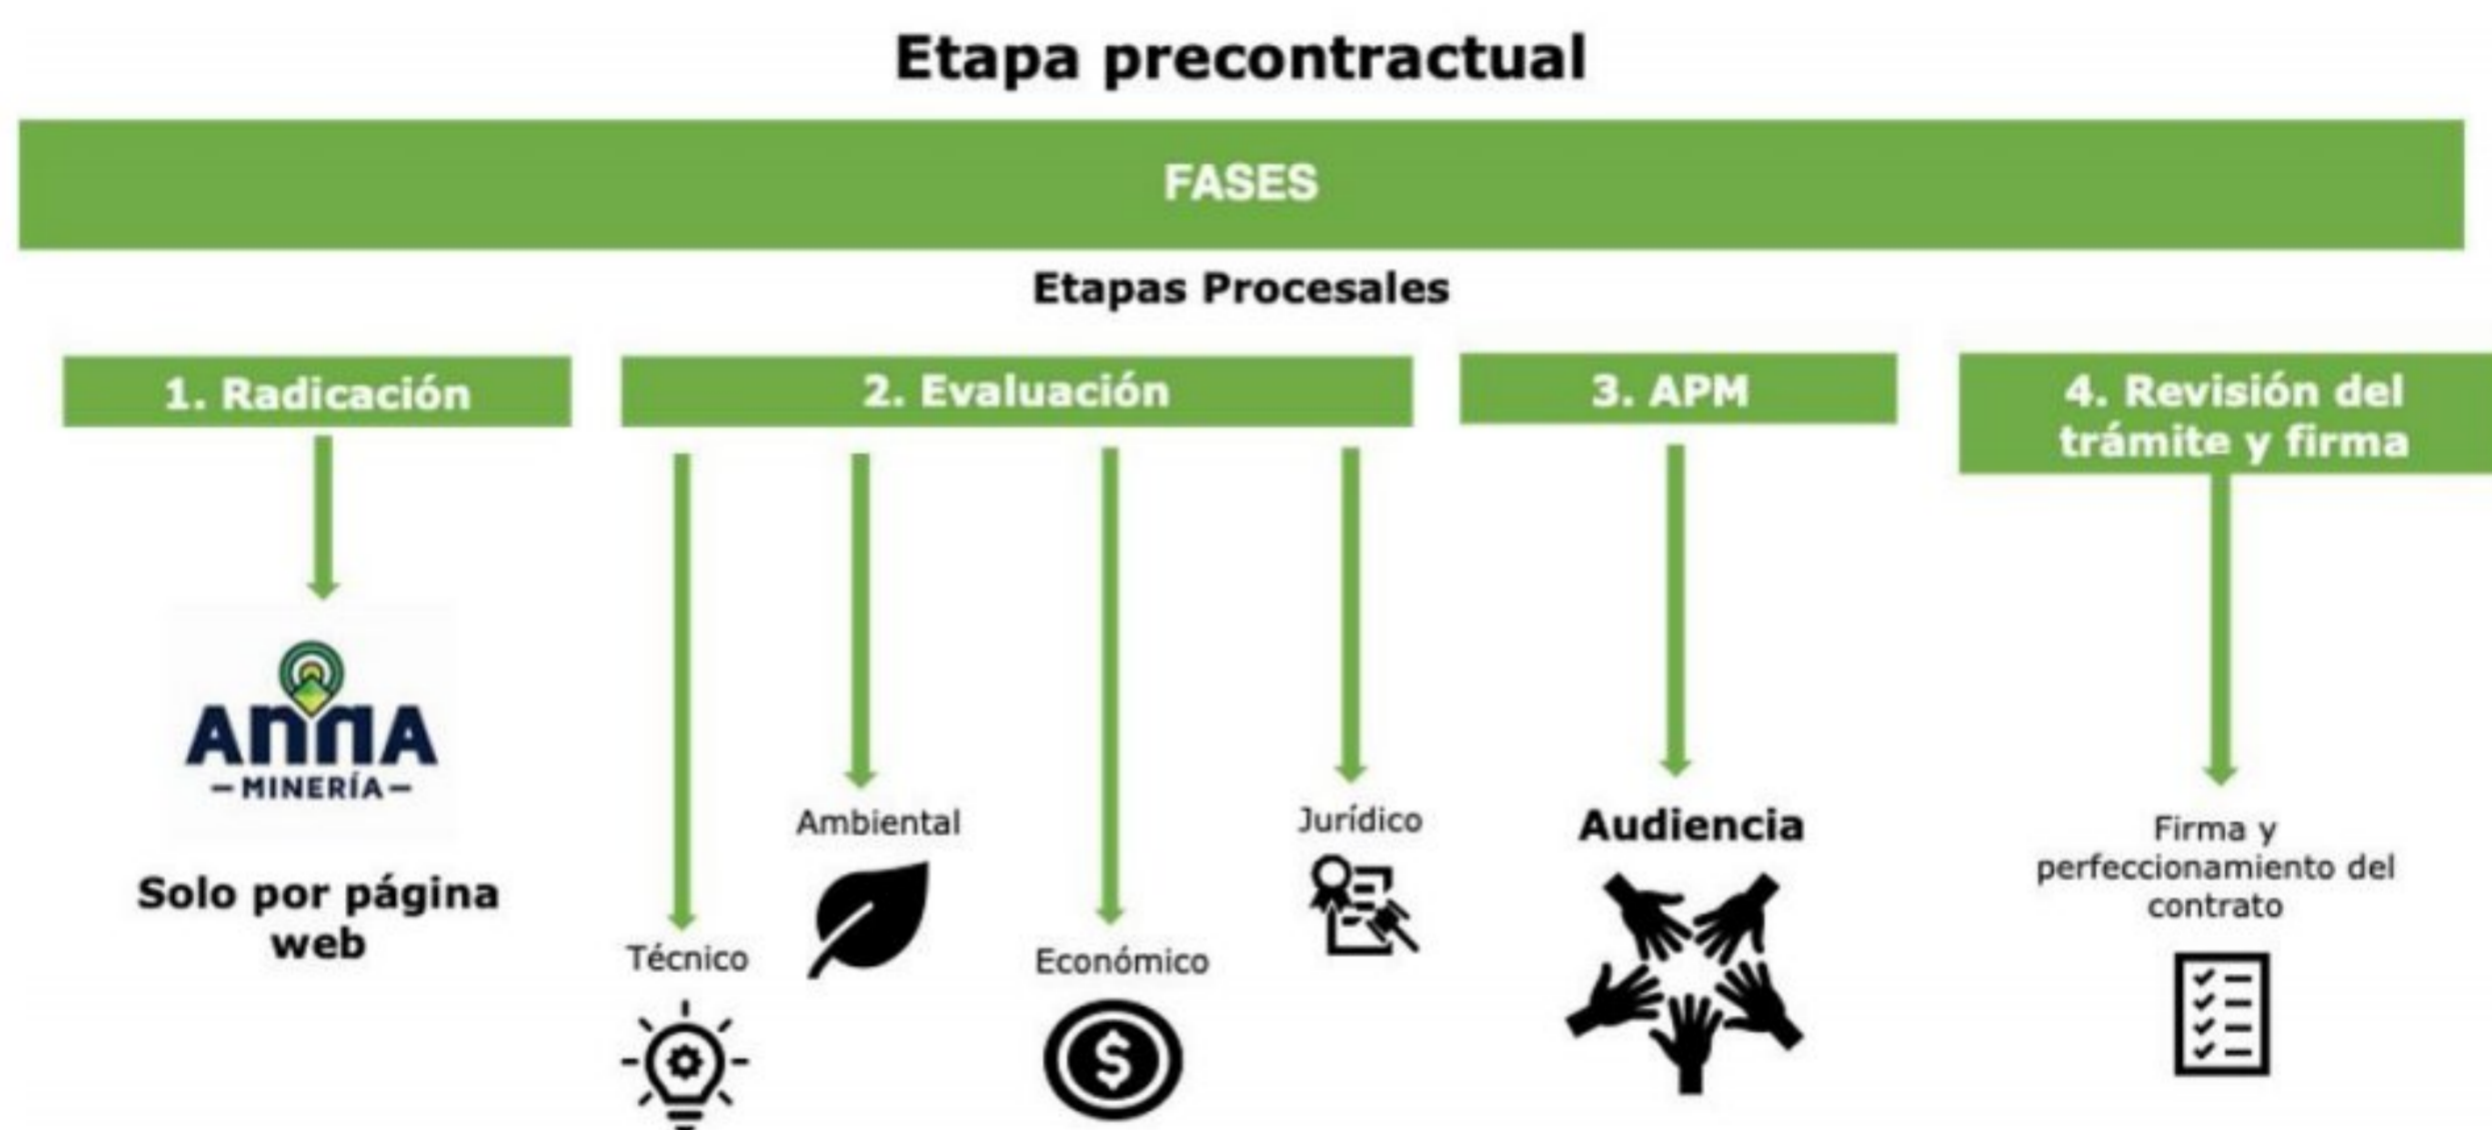 Etapa precontractual
FASES
Etapas Procesales
1. Radicación
2. Evaluación
3. APM
4. Revisión del
trámite y firma
ANNA
MINERÍA
Solo por página
web
Técnico
Ambiental
Económico
Jurídico
Audiencia
Firma y
perfeccionamiento del
contrato